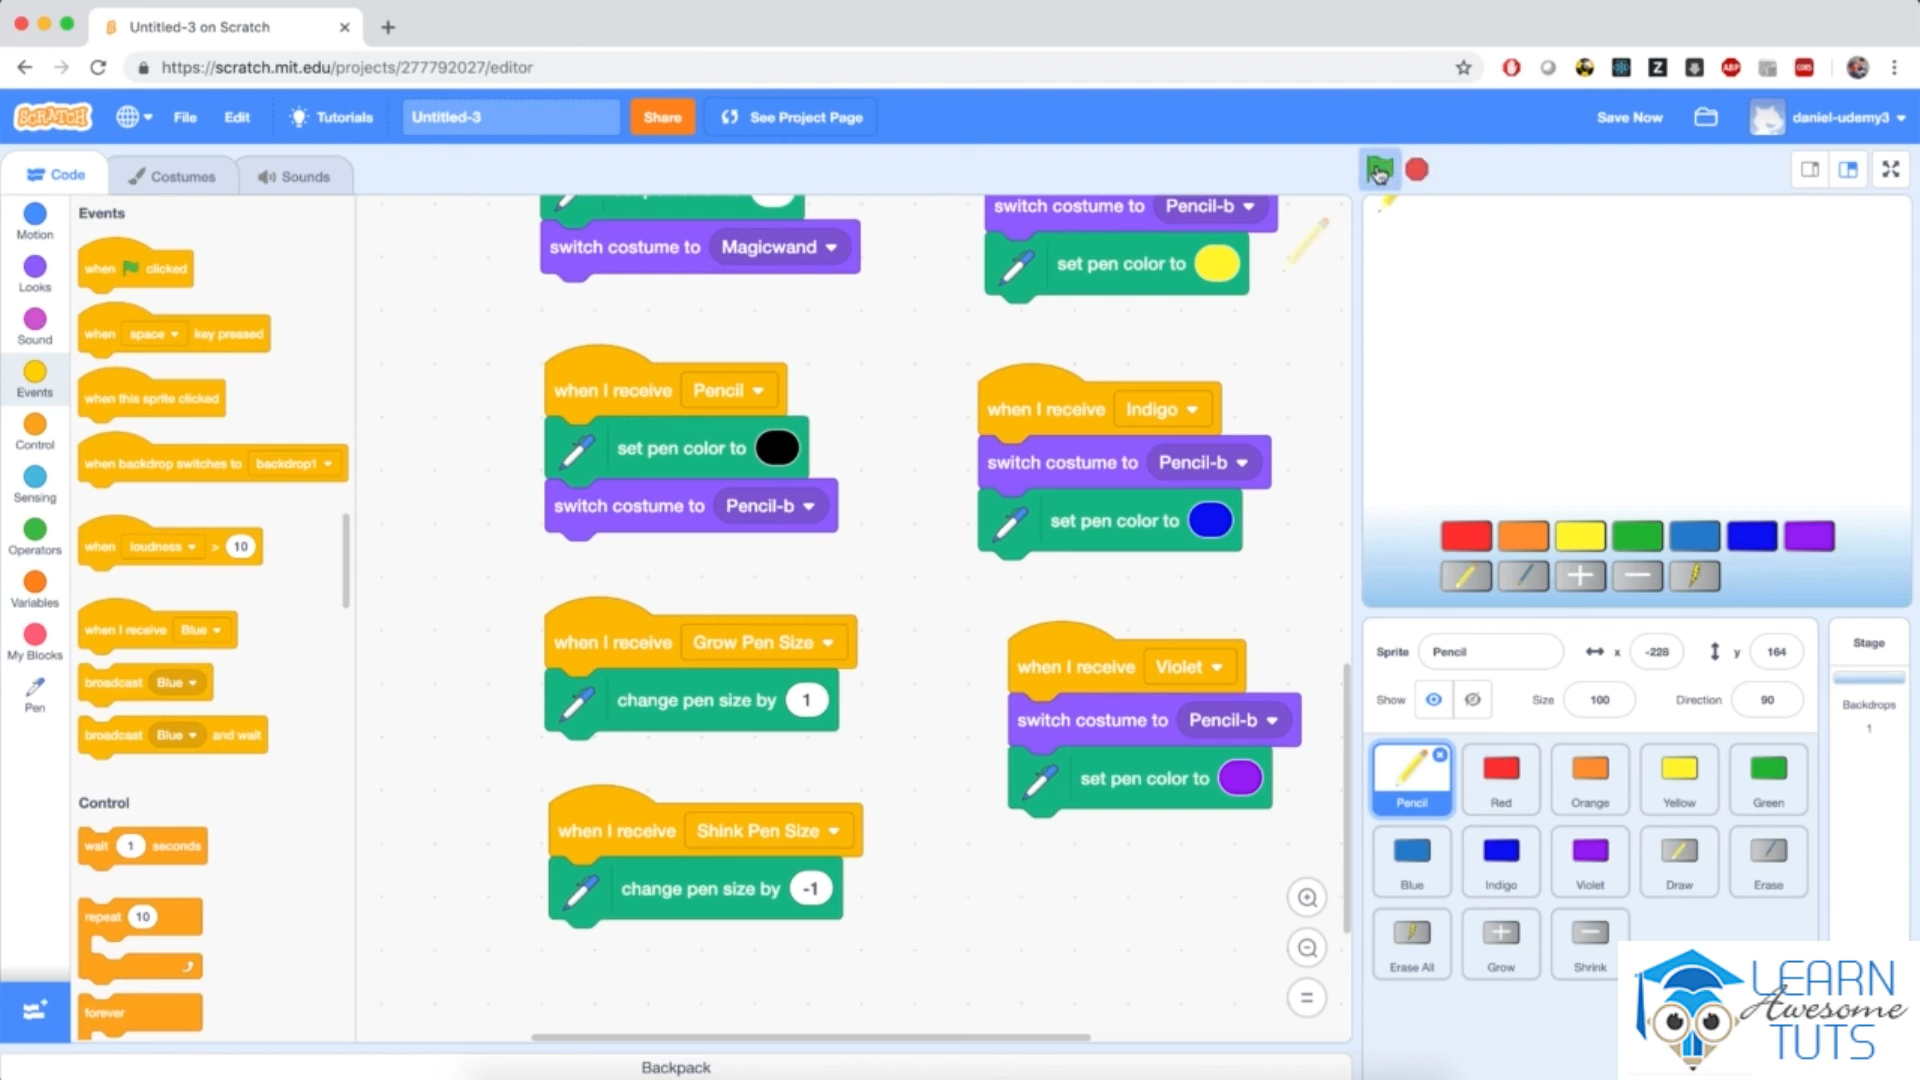 Untitled-3 on Scratch
https://scratch.mit.edu/projects/277792027/editor
SCRATCH
File
Edit
Tutorials
Untitled-3
Share
See Project Page
Save Now
daniel-udemy3
Code
Costumes
Sounds
Motion
Looks
Sound
Events
Control
Sensing
Operators
Variables
My Blocks
Pen
Events
when clicked
when space key pressed
when this sprite clicked
when backdrop switches to backdrop1
when loudness > 10
when I receive Blue
broadcast Blue
broadcast Blue and wait
Control
wait 1 seconds
repeat 10
forever
switch costume to Magicwand
when I receive Pencil
set pen color to
switch costume to Pencil-b
when I receive Grow Pen Size
change pen size by 1
when I receive Shink Pen Size
change pen size by -1
switch costume to Pencil-b
set pen color to
when I receive Indigo
switch costume to Pencil-b
set pen color to
when I receive Violet
switch costume to Pencil-b
set pen color to
Backpack
Sprite Pencil x -228 y 164
Show Size 100 Direction 90
Pencil
Red
Orange
Yellow
Green
Blue
Indigo
Violet
Draw
Erase
Erase All
Grow
Shrink
Stage
Backdrops
1
LEARN
Awesome
TUTS
ABP
CORS
Z